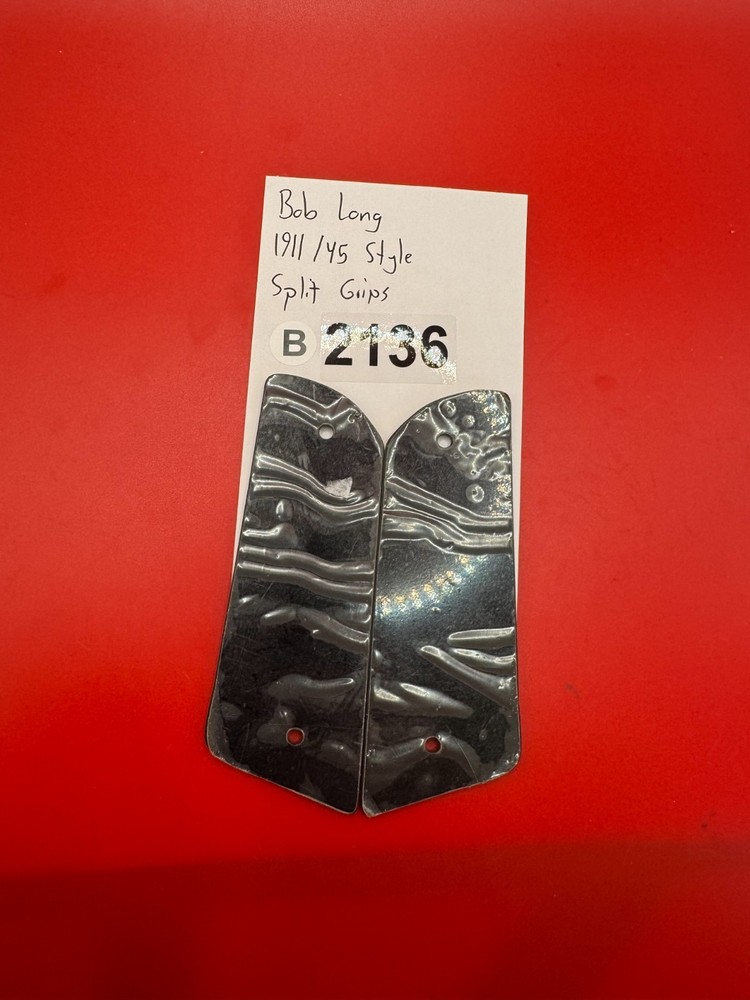 Bob Long
1911/45 Style
Split Grips
B 2136